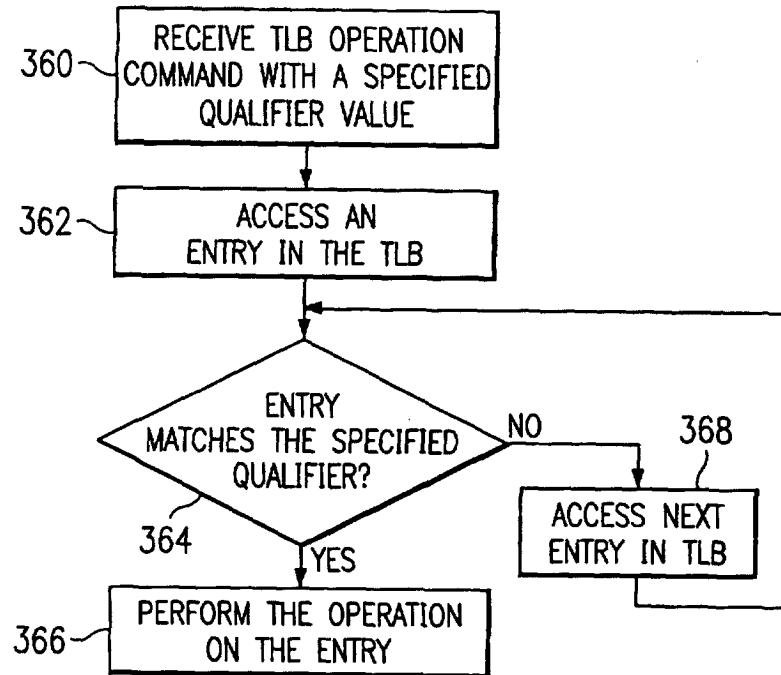 360
RECEIVE TLB OPERATION
COMMAND WITH A SPECIFIED
QUALIFIER VALUE
362
ACCESS AN
ENTRY IN THE TLB
ENTRY
MATCHES THE SPECIFIED
QUALIFIER?
364
NO
YES
368
ACCESS NEXT
ENTRY IN TLB
366
PERFORM THE OPERATION
ON THE ENTRY